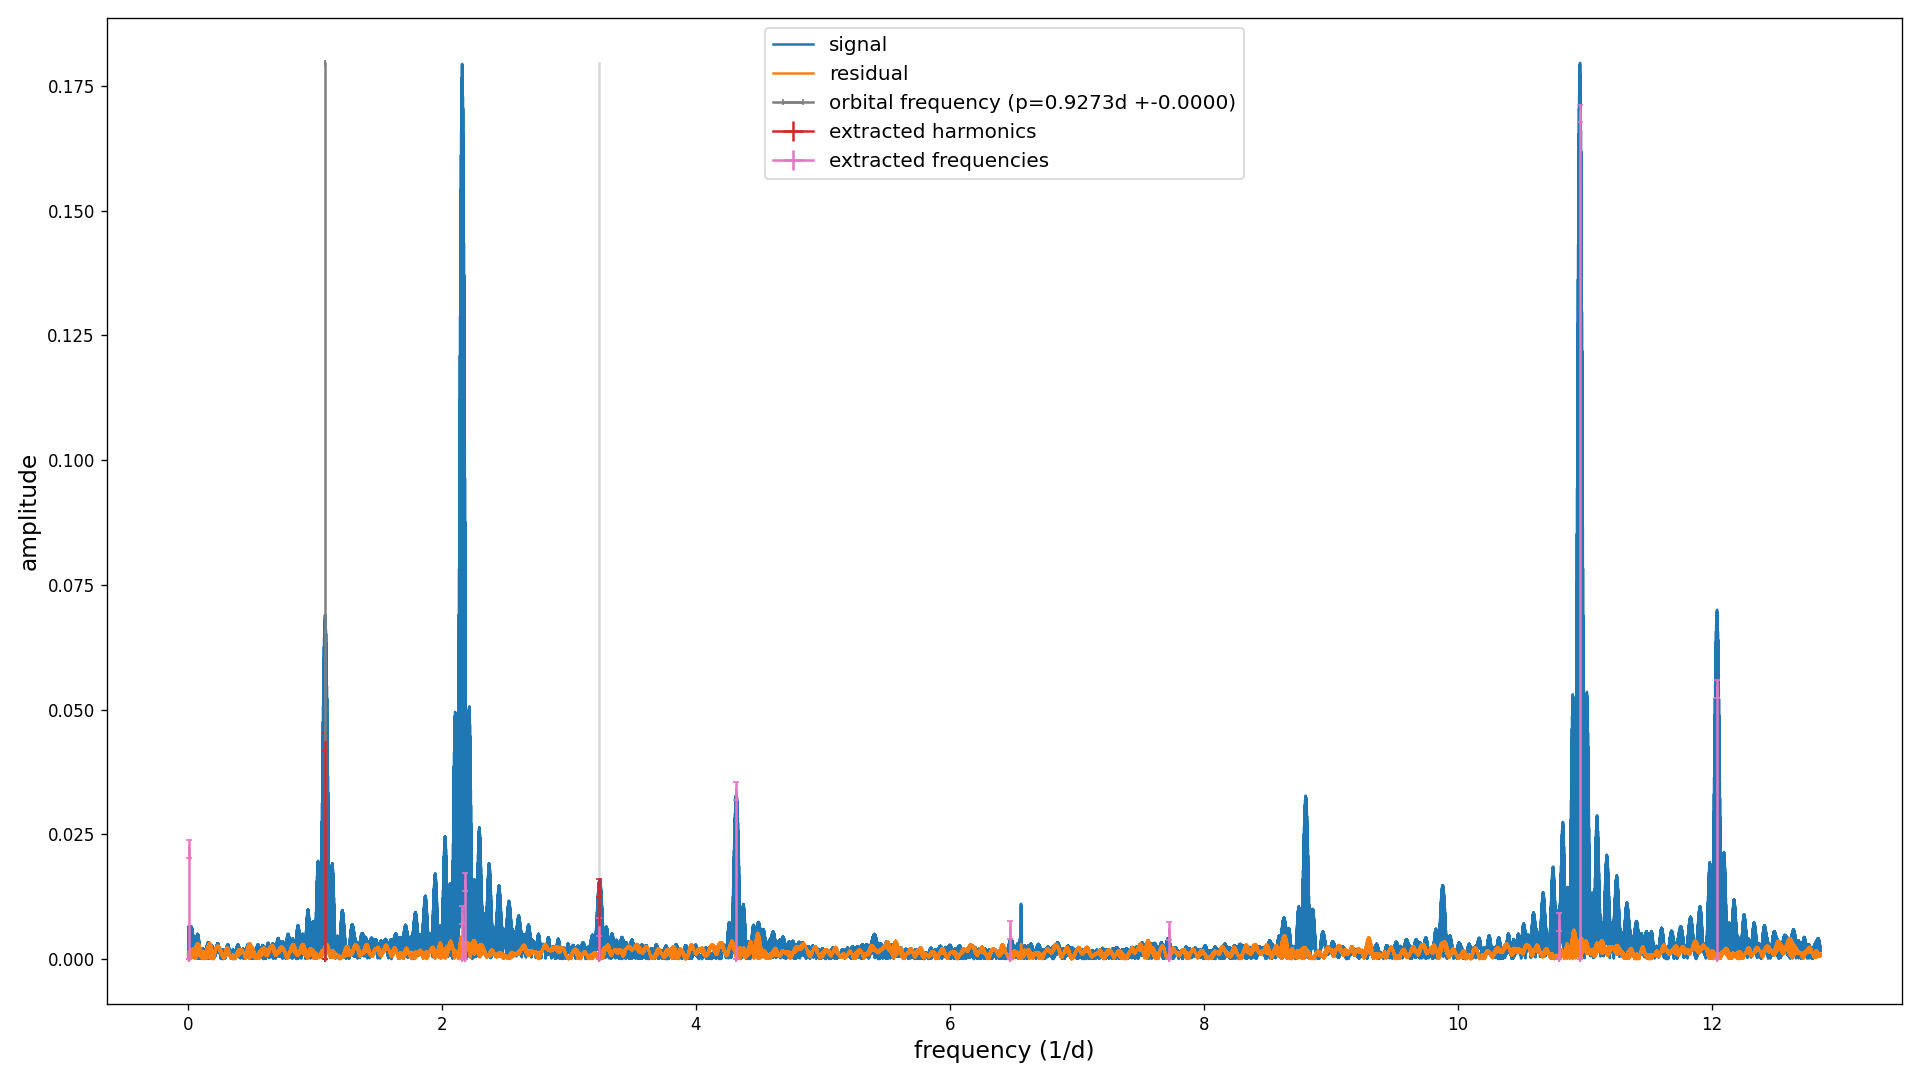 signal
residual
orbital frequency (p=0.9273d +-0.0000)
extracted harmonics
extracted frequencies
amplitude
0.175
0.150
0.125
0.100
0.075
0.050
0.025
0.000
0 2 4 6 8 10 12
frequency (1/d)